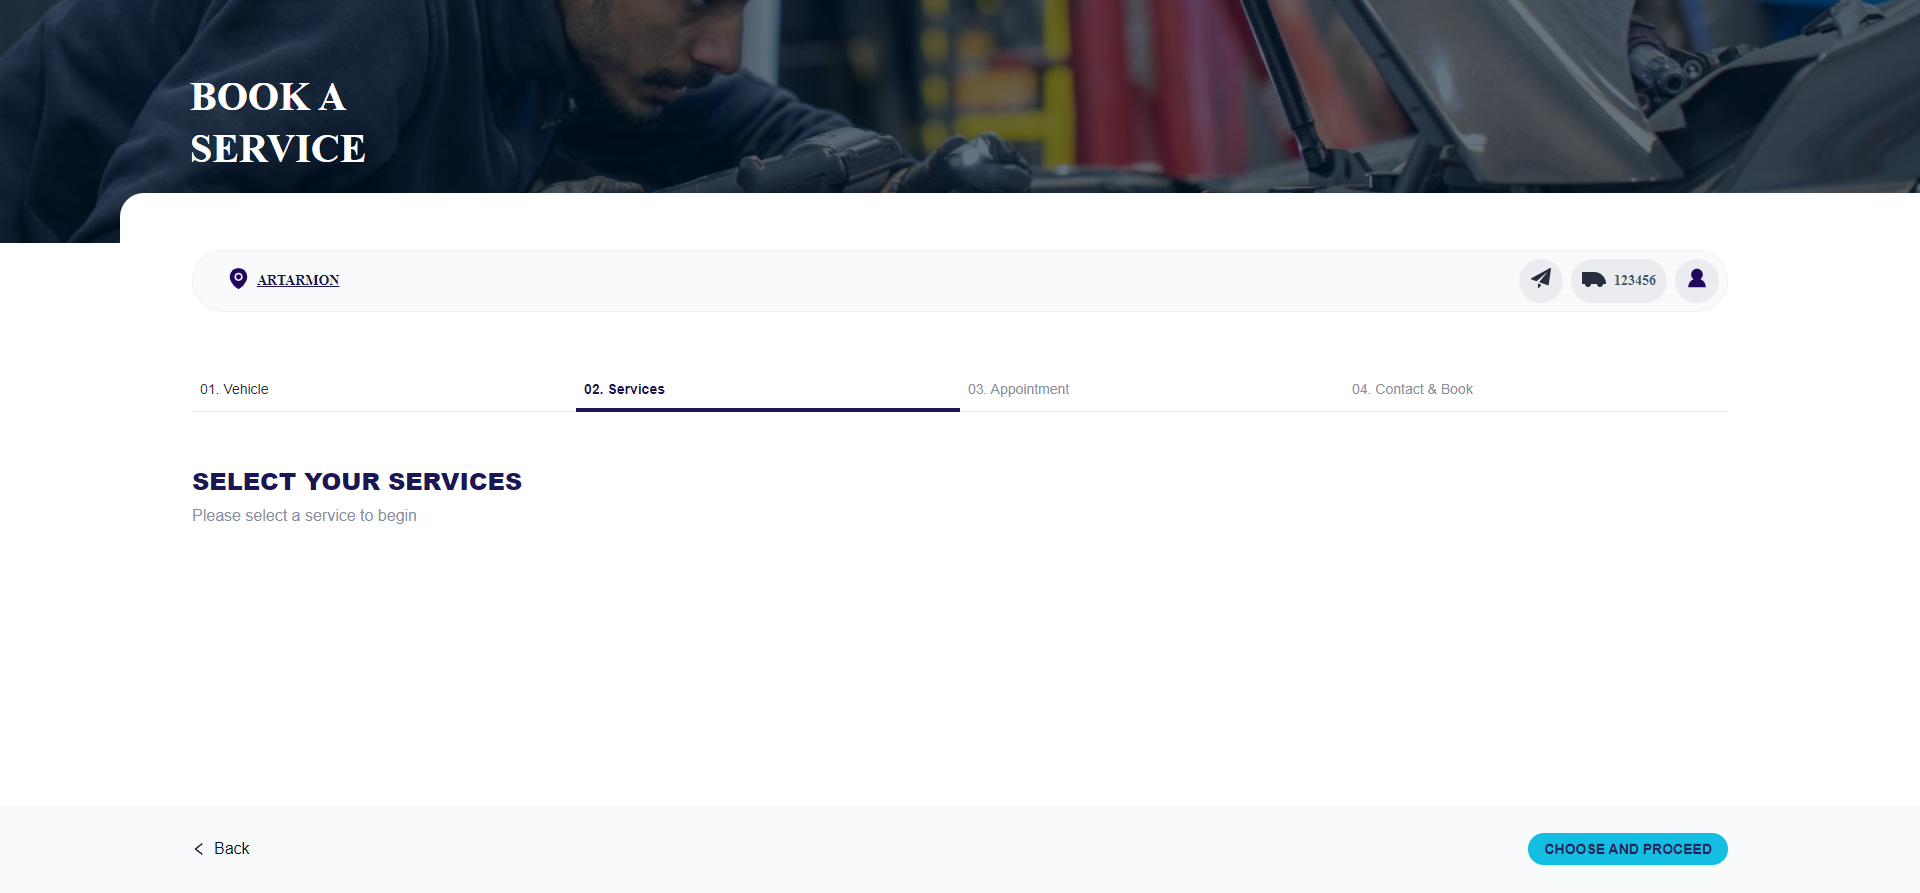 BOOK A
SERVICE
ARTARMON
123456
01. Vehicle
02. Services
03. Appointment
04. Contact & Book
SELECT YOUR SERVICES
Please select a service to begin
Back
CHOOSE AND PROCEED